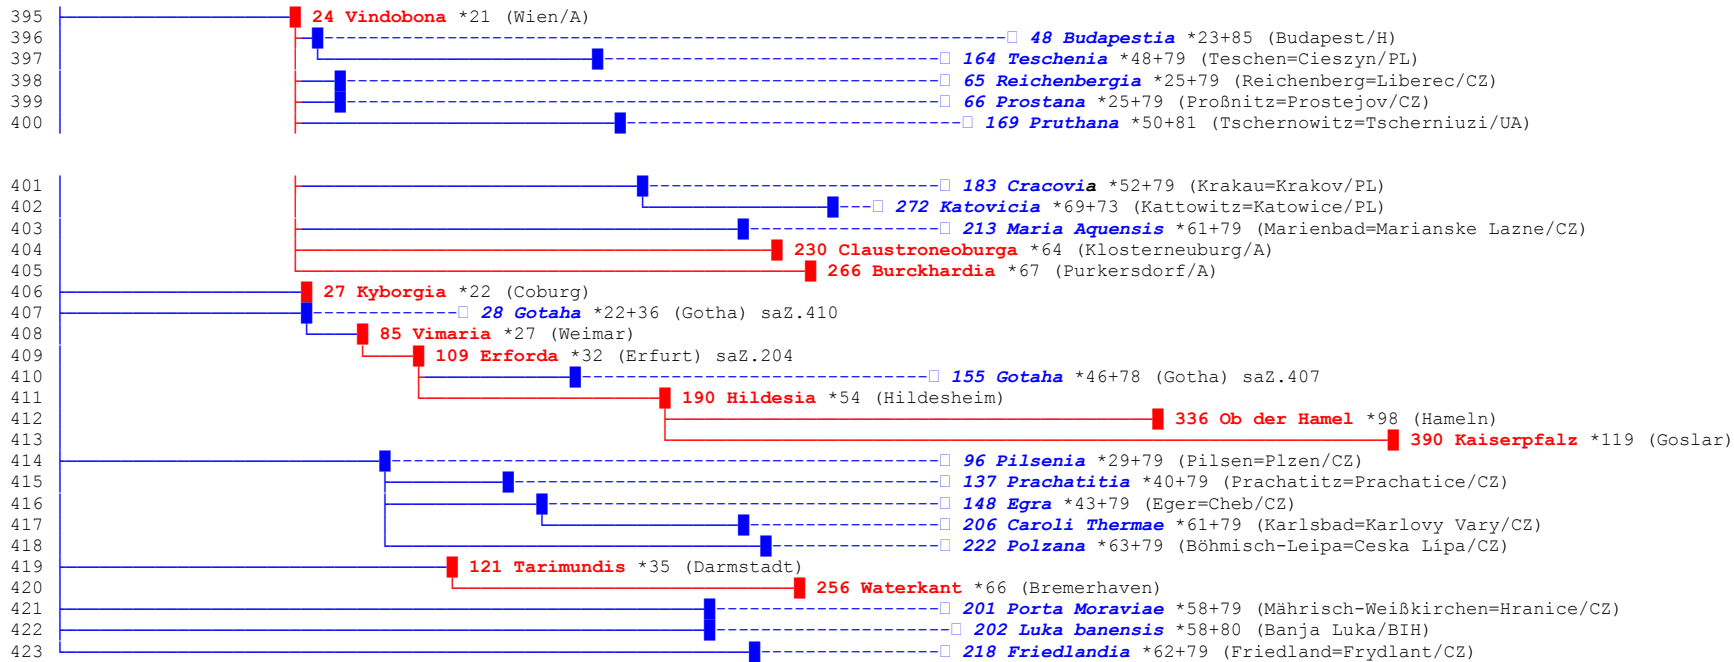 395 24 Vindobona *21 (Wien/A)
396 48 Budapestia *23+85 (Budapest/H)
397 164 Teschenia *48+79 (Teschen=Cieszyn/PL)
398 65 Reichenbergia *25+79 (Reichenberg=Liberec/CZ)
399 66 Prostana *25+79 (Proßnitz=Prostejov/CZ)
400 169 Pruthana *50+81 (Tschernowitz=Tscherniuzi/UA)
401 183 Cracovia *52+79 (Krakau=Krakov/PL)
402 272 Katovicia *69+73 (Kattowitz=Katowice/PL)
403 213 Maria Aquensis *61+79 (Marienbad=Marianske Lazne/CZ)
404 230 Claustroneoburga *64 (Klosterneuburg/A)
405 266 Burckhardia *67 (Purkersdorf/A)
406 27 Kyborgia *22 (Coburg)
407 28 Gotaha *22+36 (Gotha) saZ.410
408 85 Vimaria *27 (Weimar)
409 109 Erforda *32 (Erfurt) saZ.204
410 155 Gotaha *46+78 (Gotha) saZ.407
411 190 Hildesia *54 (Hildesheim)
412 336 Ob der Hamel *98 (Hameln)
413 390 Kaiserpfalz *119 (Goslar)
414 96 Pilsenia *29+79 (Pilsen=Plzen/CZ)
415 137 Prachatitia *40+79 (Prachatitz=Prachatice/CZ)
416 148 Egra *43+79 (Eger=Cheb/CZ)
417 206 Caroli Thermae *61+79 (Karlsbad=Karlovy Vary/CZ)
418 222 Polzana *63+79 (Böhmisch-Leipa=Ceska Lípa/CZ)
419 121 Tarimundis *35 (Darmstadt)
420 256 Waterkant *66 (Bremerhaven)
421 201 Porta Moraviae *58+79 (Mährisch-Weißkirchen=Hranice/CZ)
422 202 Luka banensis *58+80 (Banja Luka/BIH)
423 218 Friedlandia *62+79 (Friedland=Frydlant/CZ)